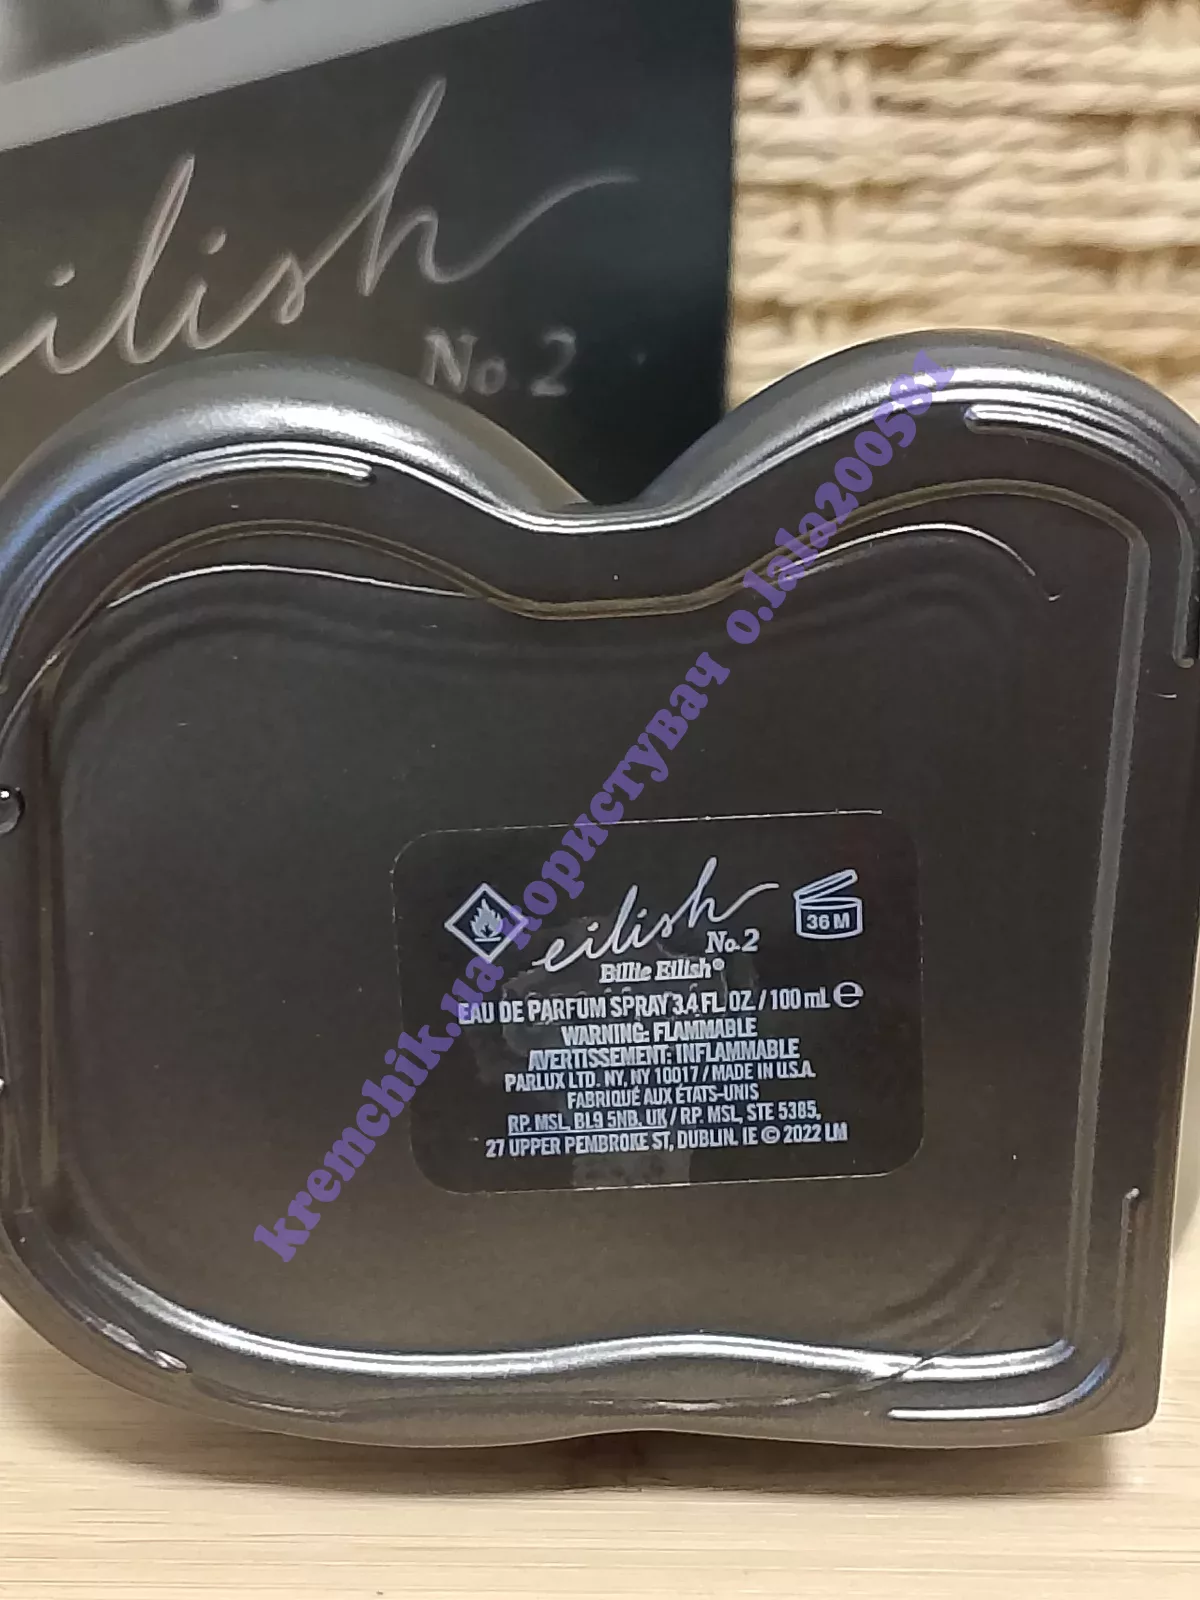 eilish
No 2
36 M
eilish
No.2
Billie Eilish®
EAU DE PARFUM SPRAY 3.4 FL. OZ. / 100 mL ℮
WARNING: FLAMMABLE
AVERTISSEMENT: INFLAMMABLE
PARLUX LTD. NY, NY 10017 / MADE IN U.S.A.
FABRIQUÉ AUX ÉTATS-UNIS
RP. MSL, BL9 5NB, UK / RP. MSL, STE 5385,
27 UPPER PEMBROKE ST, DUBLIN. IE © 2022 LM
kremchik.ua Користувач o.lala200581